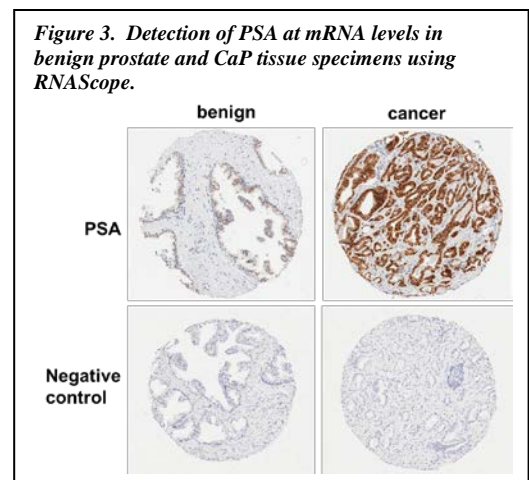 Figure 3. Detection of PSA at mRNA levels in
benign prostate and CaP tissue specimens using
RNAScope.
benign cancer
PSA
Negative
control